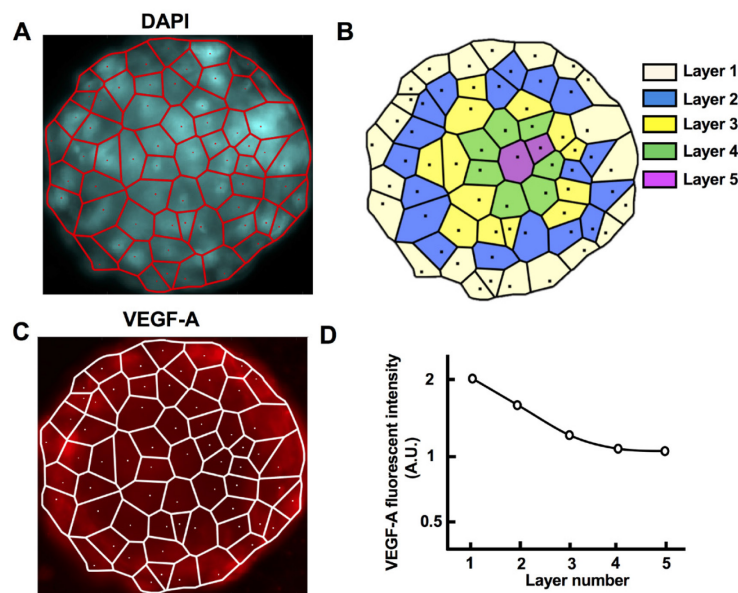 A
DAPI
B
Layer 1
Layer 2
Layer 3
Layer 4
Layer 5
C
VEGF-A
D
VEGF-A fluorescent intensity
(A.U.)
2
1
0.5
1 2 3 4 5
Layer number